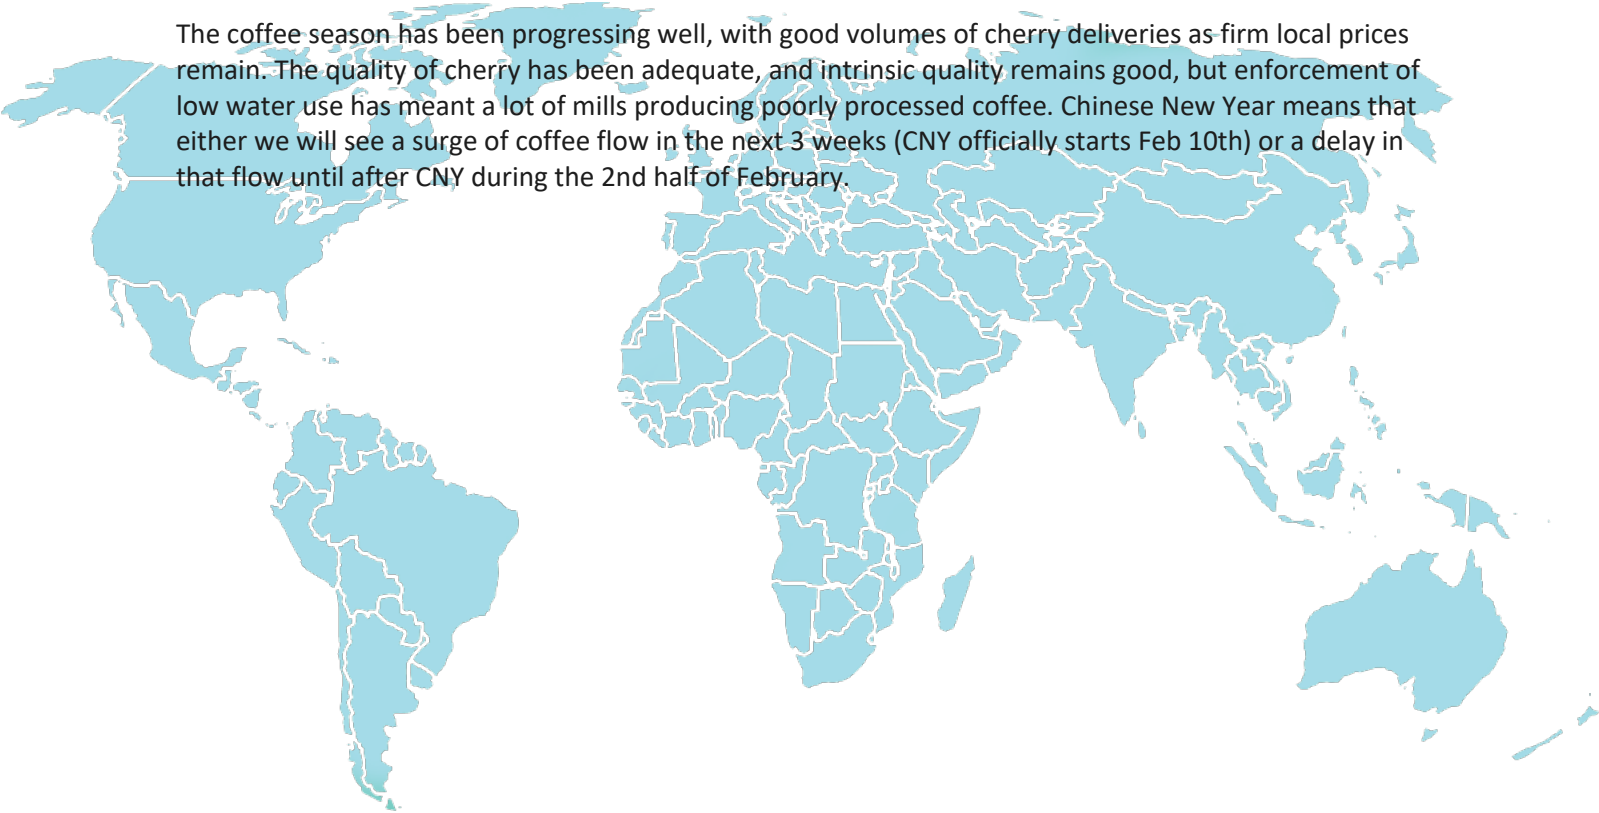 The coffee season has been progressing well, with good volumes of cherry deliveries as firm local prices
remain. The quality of cherry has been adequate, and intrinsic quality remains good, but enforcement of
low water use has meant a lot of mills producing poorly processed coffee. Chinese New Year means that
either we will see a surge of coffee flow in the next 3 weeks (CNY officially starts Feb 10th) or a delay in
that flow until after CNY during the 2nd half of February.